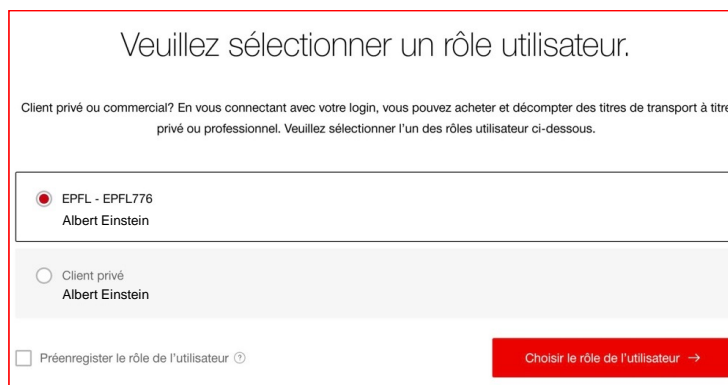 Veuillez sélectionner un rôle utilisateur.
Client privé ou commercial? En vous connectant avec votre login, vous pouvez acheter et décompter des titres de transport à titre
privé ou professionnel. Veuillez sélectionner l'un des rôles utilisateur ci-dessous.
EPFL - EPFL776
Albert Einstein
Client privé
Albert Einstein
Préenregister le rôle de l'utilisateur ?
Choisir le rôle de l'utilisateur →